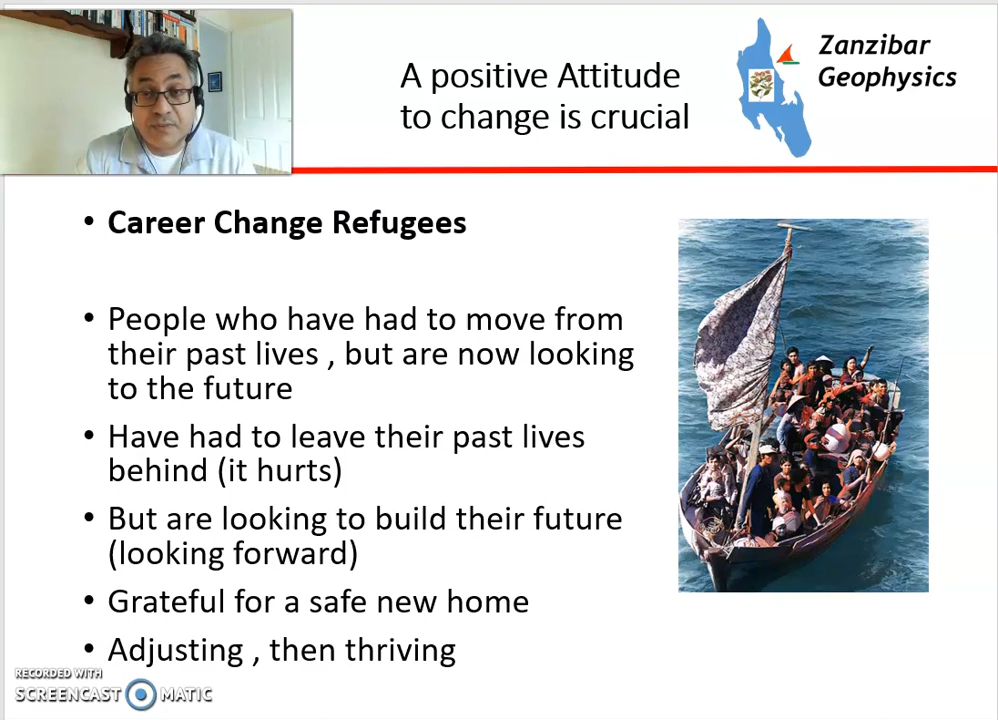 A positive Attitude
to change is crucial
Zanzibar
Geophysics
• Career Change Refugees
• People who have had to move from
their past lives , but are now looking
to the future
• Have had to leave their past lives
behind (it hurts)
• But are looking to build their future
(looking forward)
• Grateful for a safe new home
• Adjusting , then thriving
RECORDED WITH
SCREENCAST MATIC